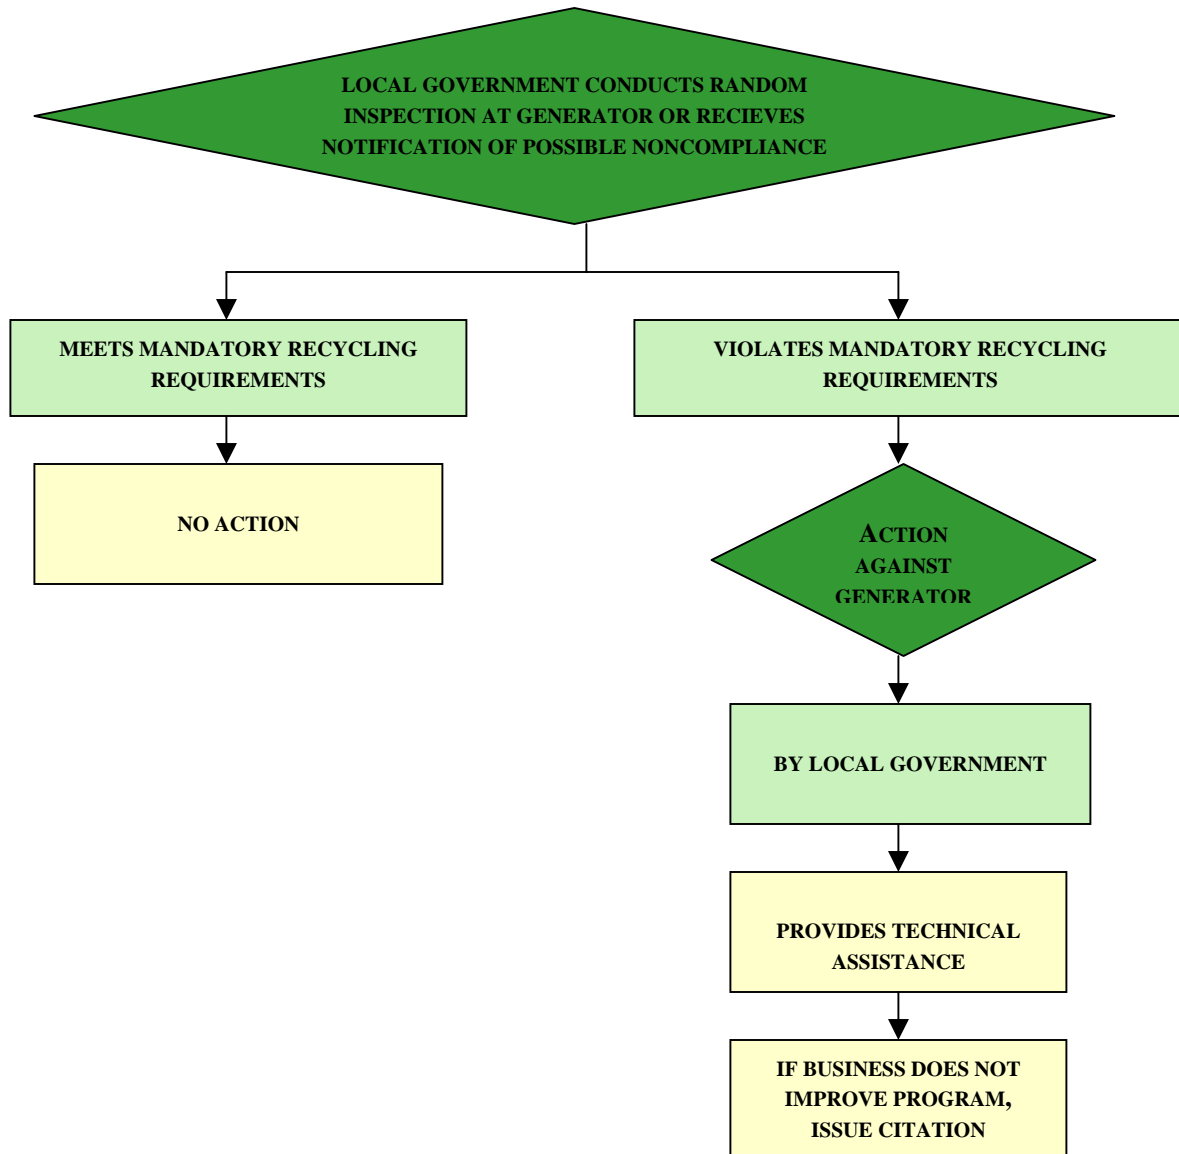 LOCAL GOVERNMENT CONDUCTS RANDOM
INSPECTION AT GENERATOR OR RECIEVES
NOTIFICATION OF POSSIBLE NONCOMPLIANCE
MEETS MANDATORY RECYCLING
REQUIREMENTS
VIOLATES MANDATORY RECYCLING
REQUIREMENTS
NO ACTION
ACTION
AGAINST
GENERATOR
BY LOCAL GOVERNMENT
PROVIDES TECHNICAL
ASSISTANCE
IF BUSINESS DOES NOT
IMPROVE PROGRAM,
ISSUE CITATION